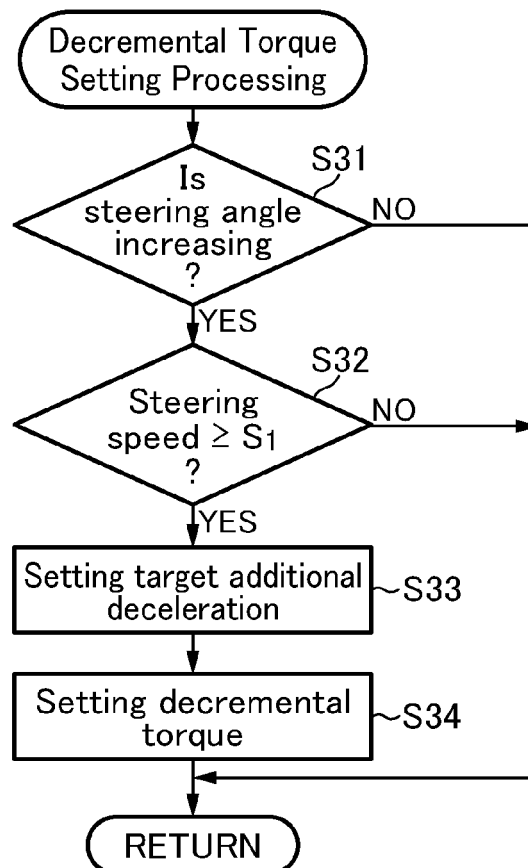 Decremental Torque
Setting Processing
S31
Is
steering angle
increasing
?
NO
YES
S32
Steering
speed ≥ S1
?
NO
YES
Setting target additional
deceleration
S33
Setting decremental
torque
S34
RETURN